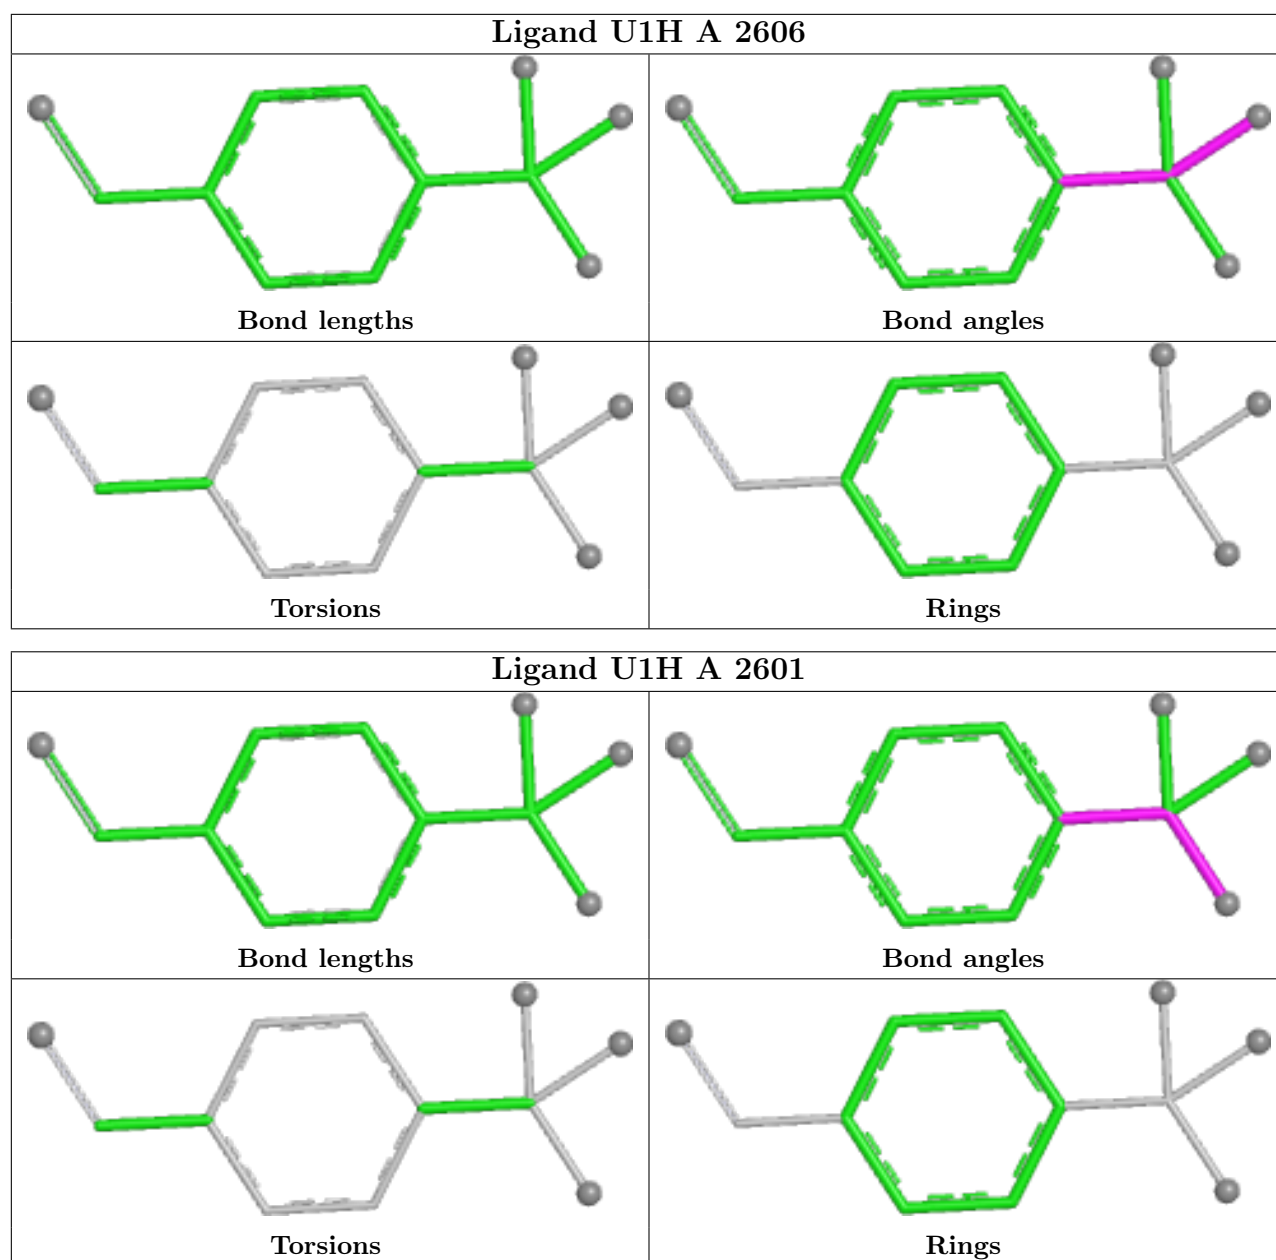 Ligand U1H A 2606
Bond lengths
Bond angles
Torsions
Rings
Ligand U1H A 2601
Bond lengths
Bond angles
Torsions
Rings